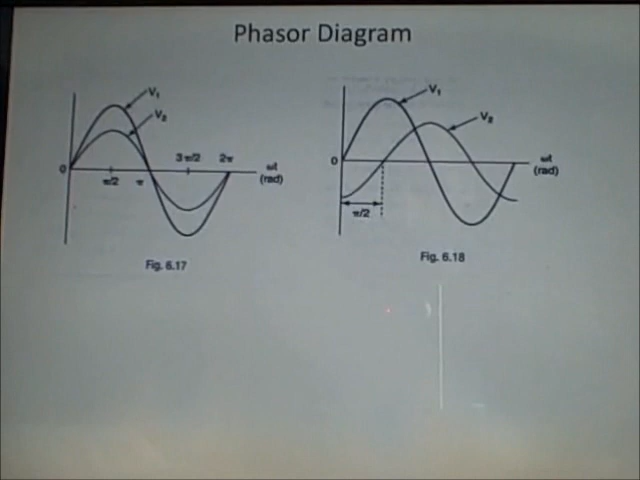 Phasor Diagram
V₁
V₂
0
π/2
π
3π/2
2π
ωt
(rad)
Fig. 6.17
V₁
V₂
0
π/2
ωt
(rad)
Fig. 6.18